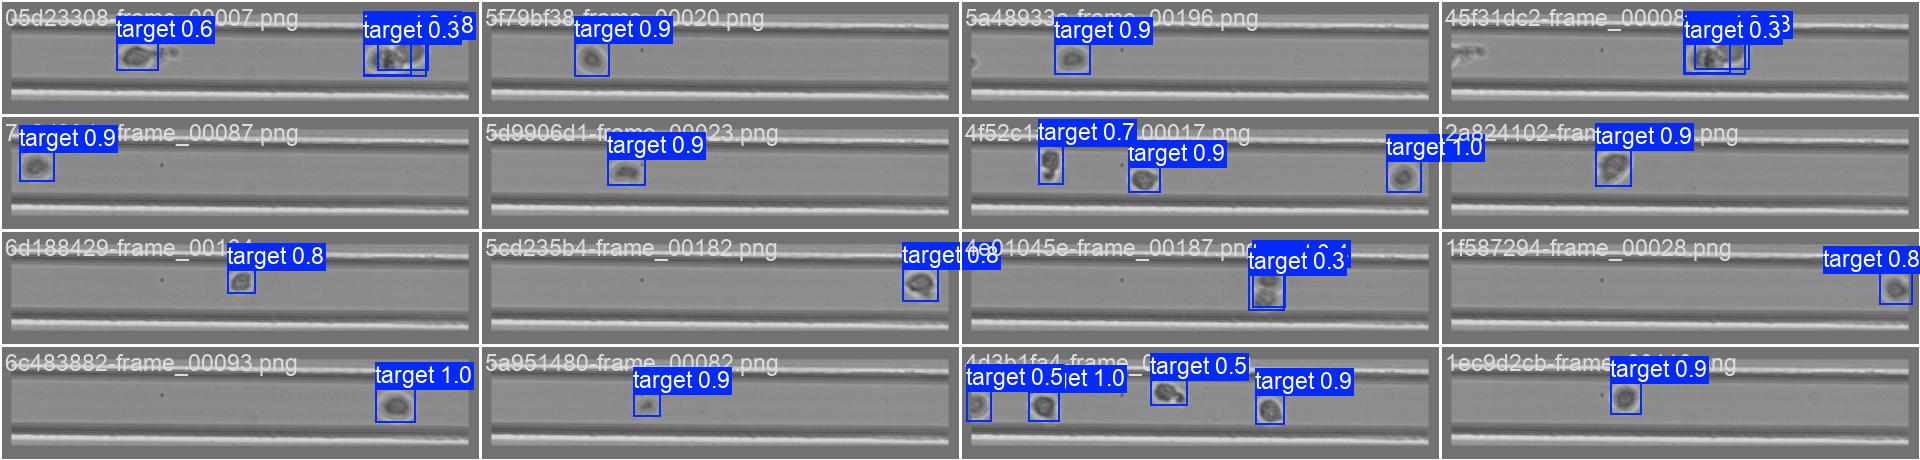 05d23308-frame_00007.png
target 0.6
target 0.3
5f79bf38-frame_00020.png
target 0.9
frame_00196.png
target 0.9
45f31dc2-frame_00008
target 0.3
frame_00087.png
target 0.9
5d9906d1-frame_00023.png
target 0.9
00017.png
target 0.7
target 0.9
target 1.0
2a824102-frame .png
target 0.9
6d188429-frame
target 0.8
5cd235b4-frame_00182.png
target 0.8
4e01045e-frame_00187.png
target 0.3
1f587294-frame_00028.png
target 0.8
6c483882-frame_00093.png
target 1.0
5a951480-frame_00082.png
target 0.9
4d3b1fa4-frame
target 0.5
1.0
target 0.5
target 0.9
1ec9d2cb-frame
target 0.9